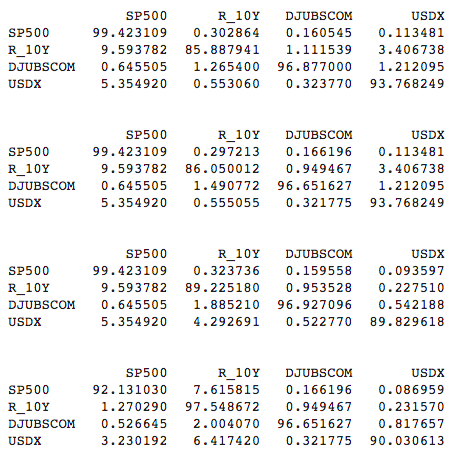 SP500 R_10Y DJUBSCOM USDX
SP500 99.423109 0.302864 0.160545 0.113481
R_10Y 9.593782 85.887941 1.111539 3.406738
DJUBSCOM 0.645505 1.265400 96.877000 1.212095
USDX 5.354920 0.553060 0.323770 93.768249
SP500 R_10Y DJUBSCOM USDX
SP500 99.423109 0.297213 0.166196 0.113481
R_10Y 9.593782 86.050012 0.949467 3.406738
DJUBSCOM 0.645505 1.490772 96.651627 1.212095
USDX 5.354920 0.555055 0.321775 93.768249
SP500 R_10Y DJUBSCOM USDX
SP500 99.423109 0.323736 0.159558 0.093597
R_10Y 9.593782 89.225180 0.953528 0.227510
DJUBSCOM 0.645505 1.885210 96.927096 0.542188
USDX 5.354920 4.292691 0.522770 89.829618
SP500 R_10Y DJUBSCOM USDX
SP500 92.131030 7.615815 0.166196 0.086959
R_10Y 1.270290 97.548672 0.949467 0.231570
DJUBSCOM 0.526645 2.004070 96.651627 0.817657
USDX 3.230192 6.417420 0.321775 90.030613